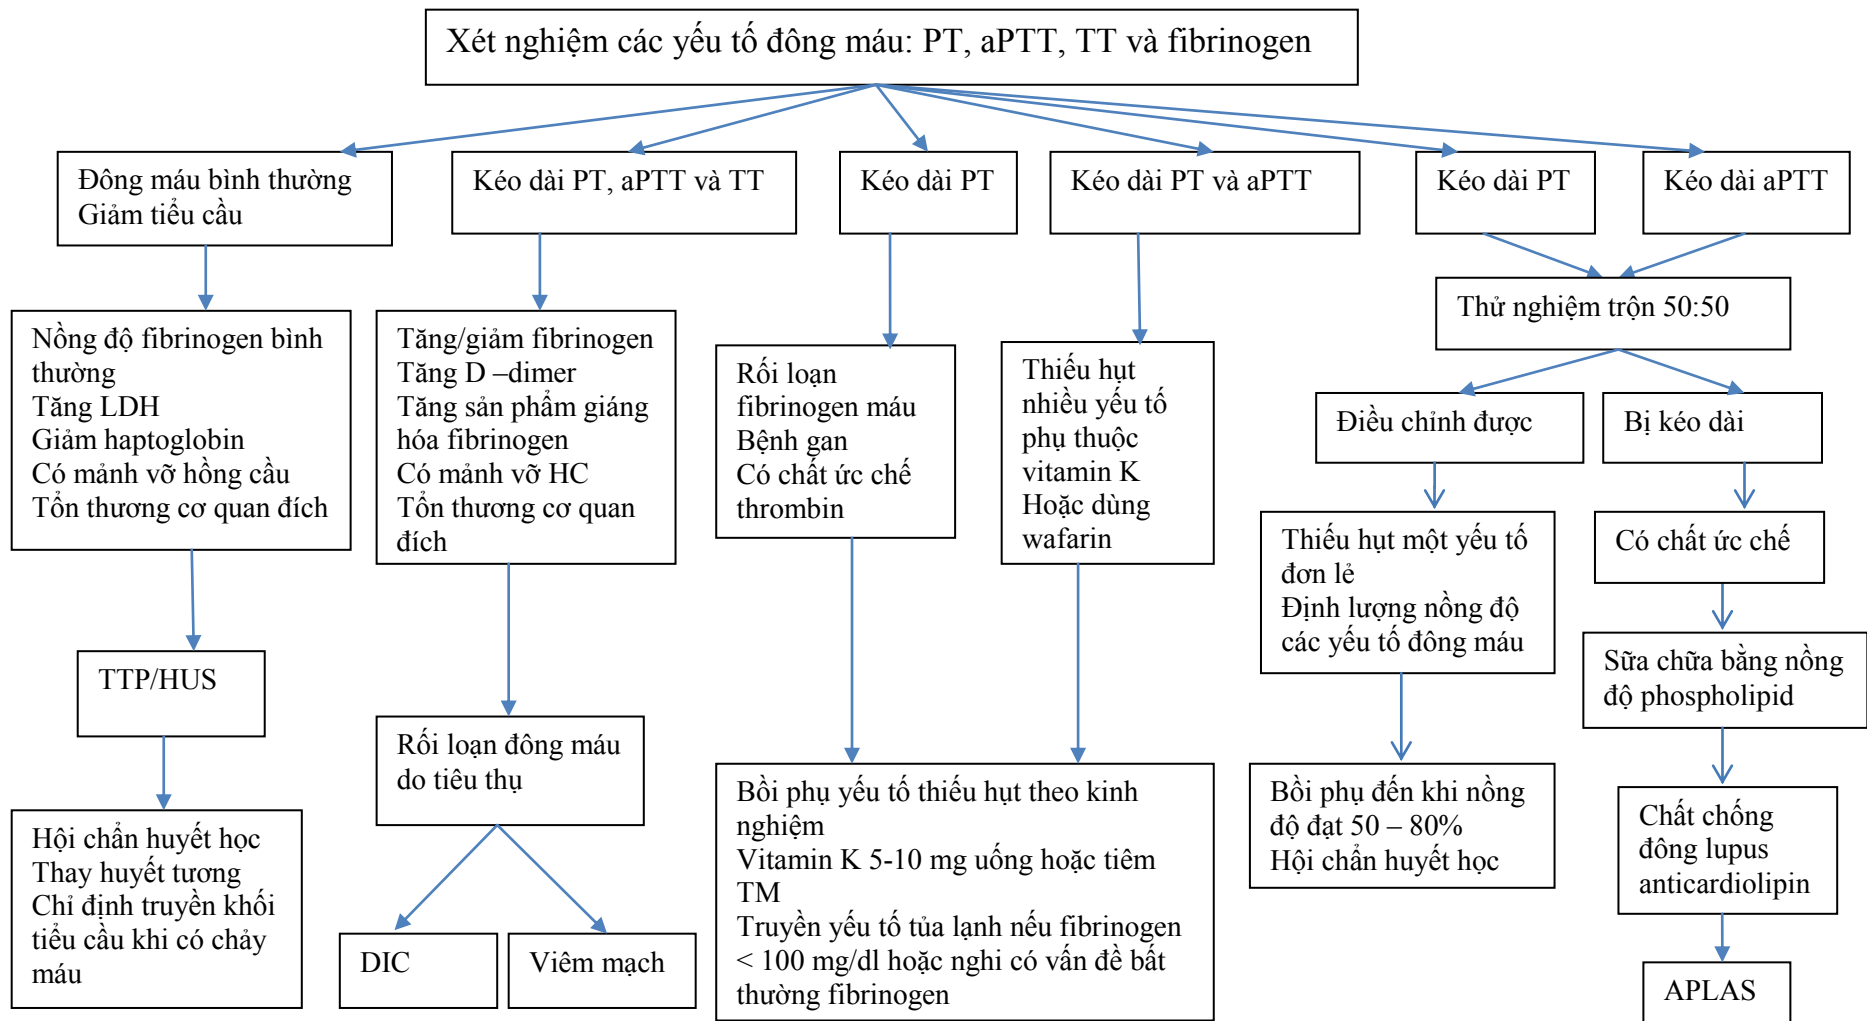 Xét nghiệm các yếu tố đông máu: PT, aPTT, TT và fibrinogen
Đông máu bình thường
Giảm tiểu cầu
Kéo dài PT, aPTT và TT
Kéo dài PT
Kéo dài PT và aPTT
Kéo dài PT
Kéo dài aPTT
Thử nghiệm trộn 50:50
Nồng độ fibrinogen bình
thường
Tăng LDH
Giảm haptoglobin
Có mảnh vỡ hồng cầu
Tổn thương cơ quan đích
Tăng/giảm fibrinogen
Tăng D –dimer
Tăng sản phẩm giáng
hóa fibrinogen
Có mảnh vỡ HC
Tổn thương cơ quan
đích
Rối loạn
fibrinogen máu
Bệnh gan
Có chất ức chế
thrombin
Thiếu hụt
nhiều yếu tố
phụ thuộc
vitamin K
Hoặc dùng
wafarin
Điều chỉnh được
Bị kéo dài
Thiếu hụt một yếu tố
đơn lẻ
Định lượng nồng độ
các yếu tố đông máu
Có chất ức chế
Sữa chữa bằng nồng
độ phospholipid
TTP/HUS
Rối loạn đông máu
do tiêu thụ
Hội chẩn huyết học
Thay huyết tương
Chỉ định truyền khối
tiểu cầu khi có chảy
máu
DIC
Viêm mạch
Bồi phụ yếu tố thiếu hụt theo kinh
nghiệm
Vitamin K 5-10 mg uống hoặc tiêm
TM
Truyền yếu tố tủa lạnh nếu fibrinogen
< 100 mg/dl hoặc nghi có vấn đề bất
thường fibrinogen
Bồi phụ đến khi nồng
độ đạt 50 – 80%
Hội chẩn huyết học
Chất chống
đông lupus
anticardiolipin
APLAS